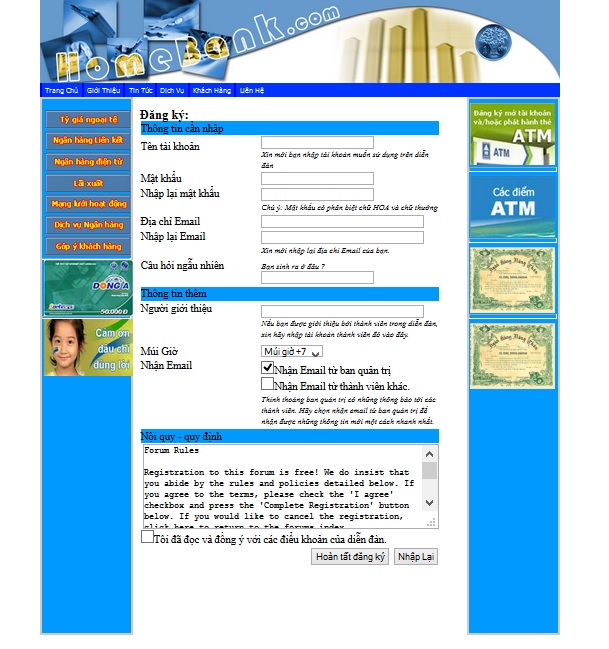 HomeBank.com
Trang Chủ Giới Thiệu Tin Tức Dịch Vụ Khách Hàng Liên Hệ
Tỷ giá ngoại tệ
Ngân hàng Liên kết
Ngân hàng điện tử
Lãi xuất
Mạng lưới hoạt động
Dịch vụ Ngân hàng
Góp ý khách hàng
DONGA
50.000đ
Cảm ơn
đâu chỉ
dừng lời
Đăng ký:
Thông tin cần nhập
Tên tài khoản
Xin mời bạn nhập tài khoản muốn sử dụng trên diễn
đàn
Mật khẩu
Nhập lại mật khẩu
Chú ý: Mật khẩu có phân biệt chữ HOA và chữ thường
Địa chỉ Email
Nhập lại Email
Xin mời nhập lại địa chỉ Email của bạn.
Câu hỏi ngẫu nhiên
Bạn sinh ra ở đâu ?
Thông tin thêm
Người giới thiệu
Nếu bạn được giới thiệu bởi thành viên trong diễn đàn,
xin hãy nhập tài khoản thành viên đó vào đây.
Múi Giờ
Múi giờ +7
Nhận Email
Nhận Email từ ban quản trị
Nhận Email từ thành viên khác.
Thỉnh thoảng ban quản trị có những thông báo tới các
thành viên. Hãy chọn nhận email từ ban quản trị để
nhận được những thông tin mới một cách nhanh nhất.
Nội quy - quy định
Forum Rules
Registration to this forum is free! We do insist that
you abide by the rules and policies detailed below. If
you agree to the terms, please check the 'I agree'
checkbox and press the 'Complete Registration' button
below. If you would like to cancel the registration,
click here to return to the forums index.
Tôi đã đọc và đồng ý với các điều khoản của diễn đàn.
Hoàn tất đăng ký Nhập Lại
Đăng ký mở tài khoản
và/hoặc phát hành thẻ
ATM
ATM
Các điểm
ATM